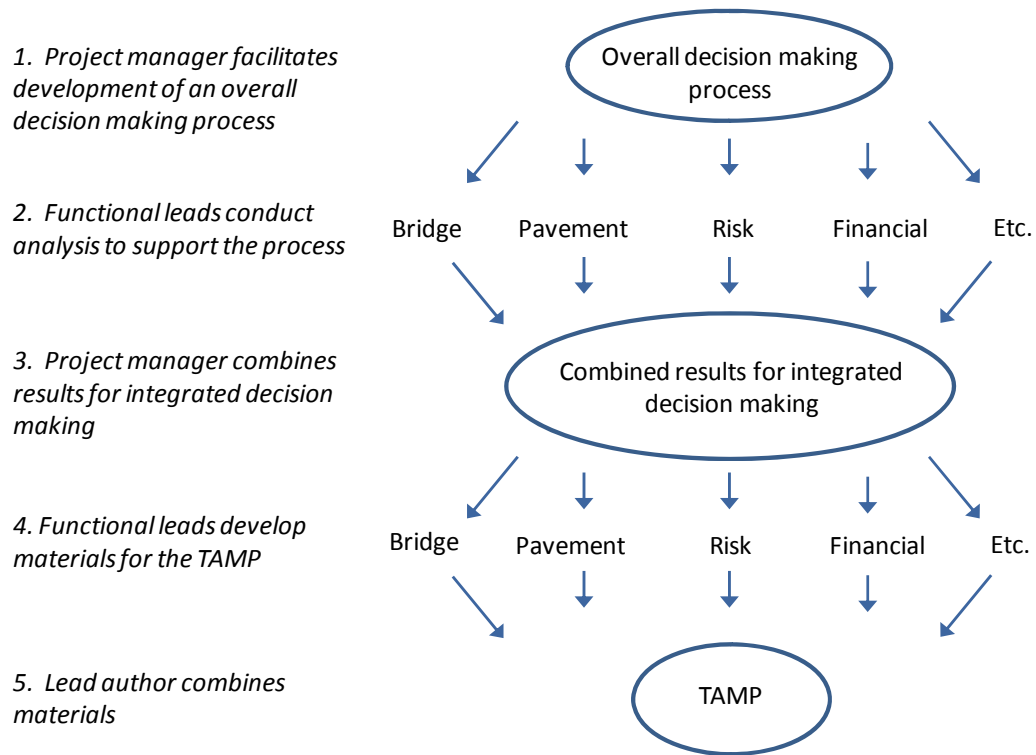 1.  Project manager facilitates
development of an overall
decision making process
Overall decision making
process
2.  Functional leads conduct
analysis to support the process
Bridge
Pavement
Risk
Financial
Etc.
3.  Project manager combines
results for integrated decision
making
Combined results for integrated
decision making
4. Functional leads develop
materials for the TAMP
Bridge
Pavement
Risk
Financial
Etc.
5.  Lead author combines
materials
TAMP